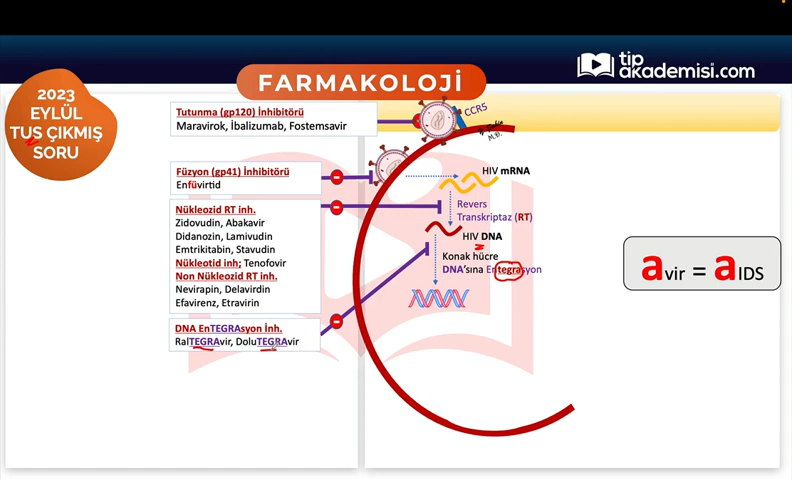 tıp
akademisi.com
FARMAKOLOJİ
2023
EYLÜL
TUS ÇIKMIŞ
SORU
Tutunma (gp120) İnhibitörü
Maravirok, İbalizumab, Fostemsavir
CCR5
M.D.
Füzyon (gp41) İnhibitörü
Enfüvirtid
HIV mRNA
Nükleozid RT inh.
Zidovudin, Abakavir
Didanozin, Lamivudin
Emtrikitabin, Stavudin
Nükleotid inh; Tenofovir
Non Nükleozid RT inh.
Nevirapin, Delavirdin
Efavirenz, Etravirin
Revers
Transkriptaz (RT)
HIV DNA
Konak hücre
DNA'sına Entegrasyon
DNA EnTEGRAsyon İnh.
RalTEGRAvir, DoluTEGRAvir
avir = aIDS